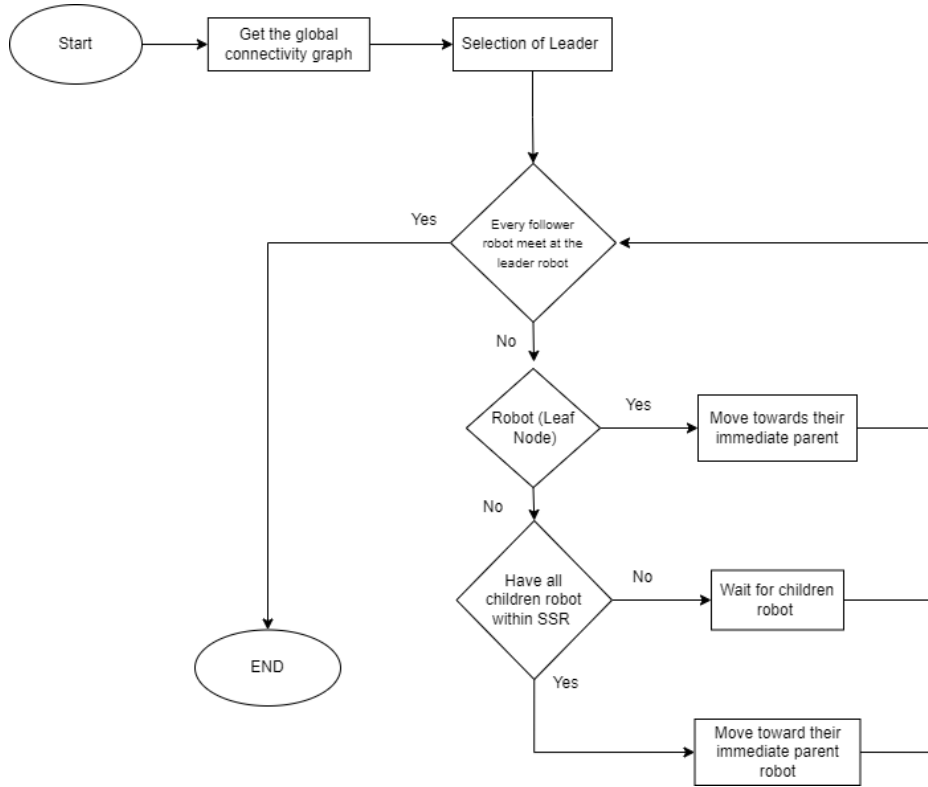 Start
Get the global
connectivity graph
Selection of Leader
Yes
Every follower
robot meet at the
leader robot
No
Robot (Leaf
Node)
Yes
Move towards their
immediate parent
No
Have all
children robot
within SSR
No
Wait for children
robot
END
Yes
Move toward their
immediate parent
robot